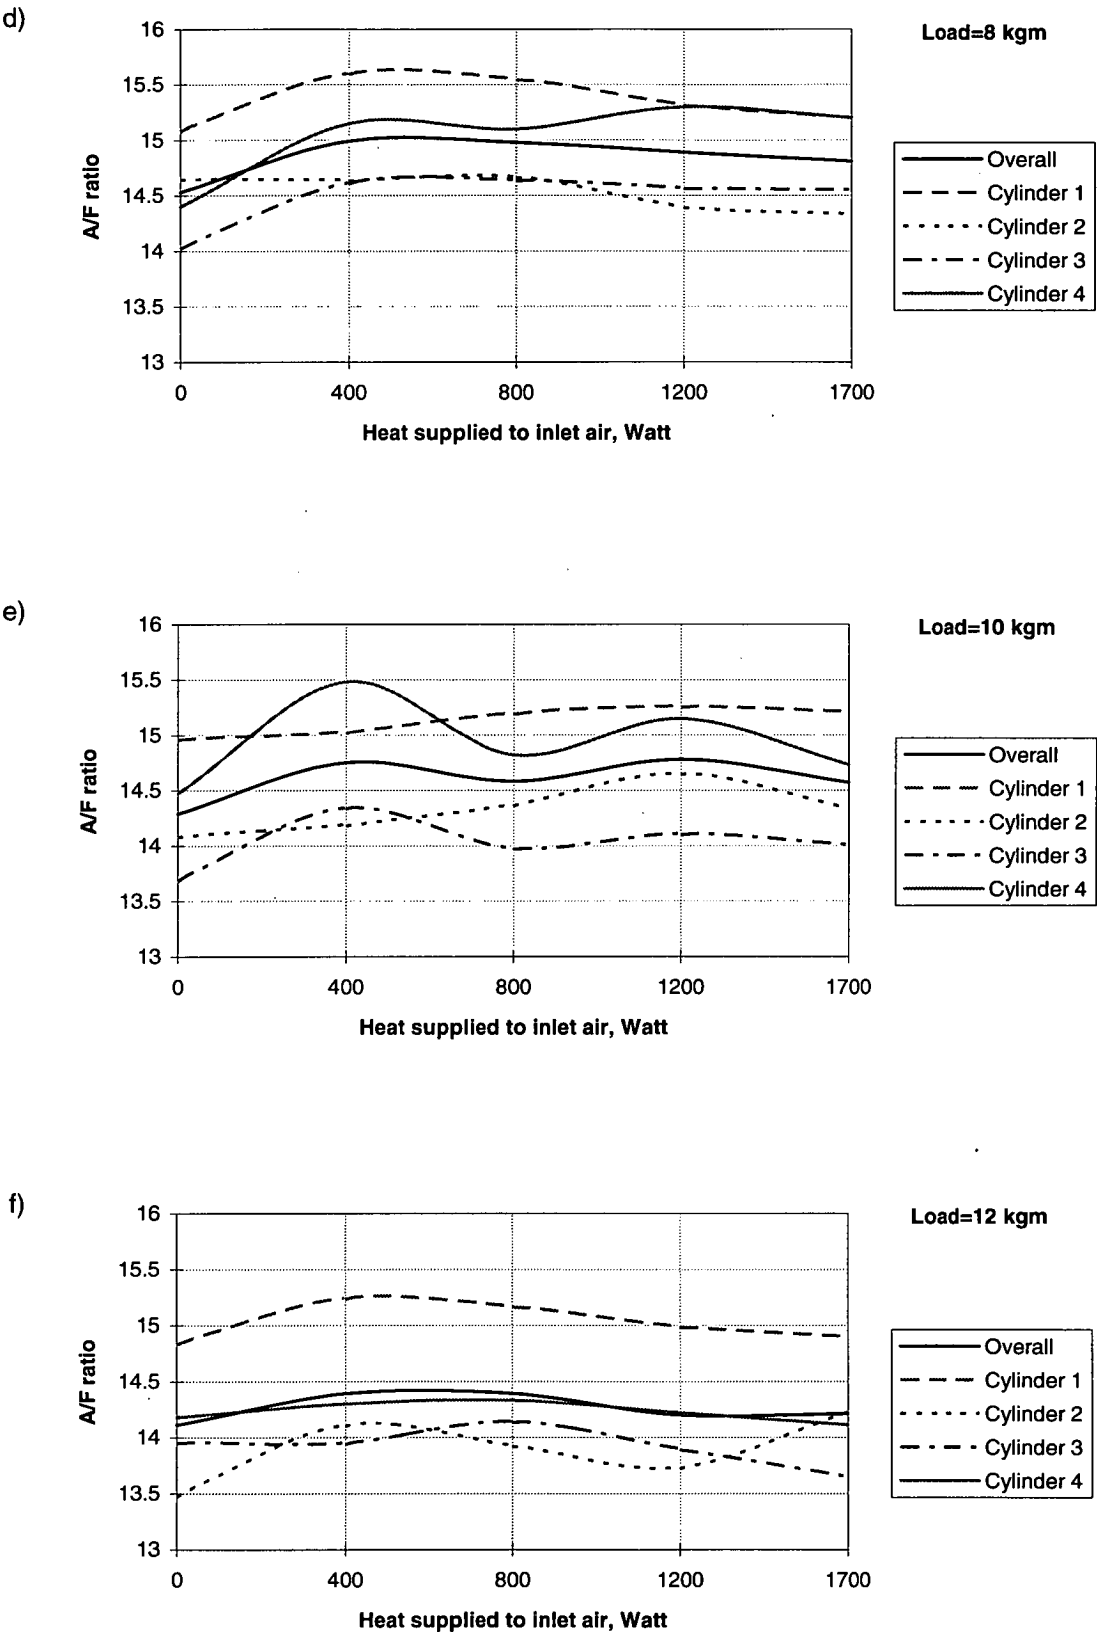 d)
Load=8 kgm
16
15.5
15
14.5
14
13.5
13
A/F ratio
0 400 800 1200 1700
Heat supplied to inlet air, Watt
Overall
Cylinder 1
Cylinder 2
Cylinder 3
Cylinder 4
e)
Load=10 kgm
16
15.5
15
14.5
14
13.5
13
A/F ratio
0 400 800 1200 1700
Heat supplied to inlet air, Watt
Overall
Cylinder 1
Cylinder 2
Cylinder 3
Cylinder 4
f)
Load=12 kgm
16
15.5
15
14.5
14
13.5
13
A/F ratio
0 400 800 1200 1700
Heat supplied to inlet air, Watt
Overall
Cylinder 1
Cylinder 2
Cylinder 3
Cylinder 4